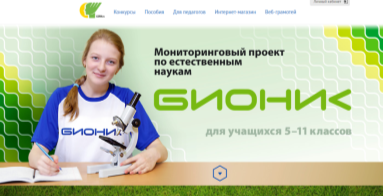 Конкурсы Пособия Для педагогов Интернет-магазин Веб-грамотей
Мониторинговый проект
по естественным
наукам
БИОНИК
БИОНИК
для учащихся 5–11 классов